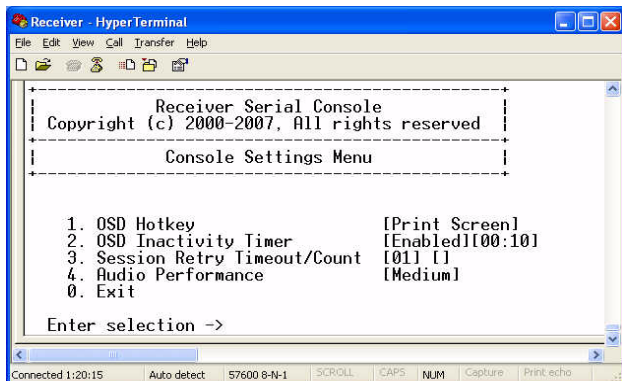 Receiver - HyperTerminal
File Edit View Call Transfer Help
Receiver Serial Console
Copyright (c) 2000-2007, All rights reserved
Console Settings Menu
1. OSD Hotkey [Print Screen]
2. OSD Inactivity Timer [Enabled][00:10]
3. Session Retry Timeout/Count [01] []
4. Audio Performance [Medium]
0. Exit
Enter selection ->
Connected 1:20:15 Auto detect 57600 8-N-1 SCROLL CAPS NUM Capture Print echo